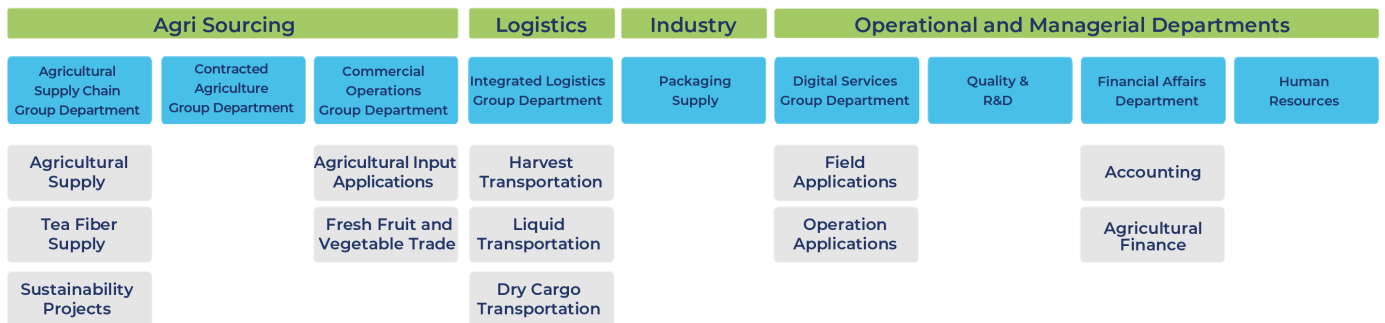 Agri Sourcing
Logistics
Industry
Operational and Managerial Departments
Agricultural
Supply Chain
Group Department
Contracted
Agriculture
Group Department
Commercial
Operations
Group Department
Integrated Logistics
Group Department
Packaging
Supply
Digital Services
Group Department
Quality &
R&D
Financial Affairs
Department
Human
Resources
Agricultural
Supply
Agricultural Input
Applications
Harvest
Transportation
Field
Applications
Accounting
Tea Fiber
Supply
Fresh Fruit and
Vegetable Trade
Liquid
Transportation
Operation
Applications
Agricultural
Finance
Sustainability
Projects
Dry Cargo
Transportation